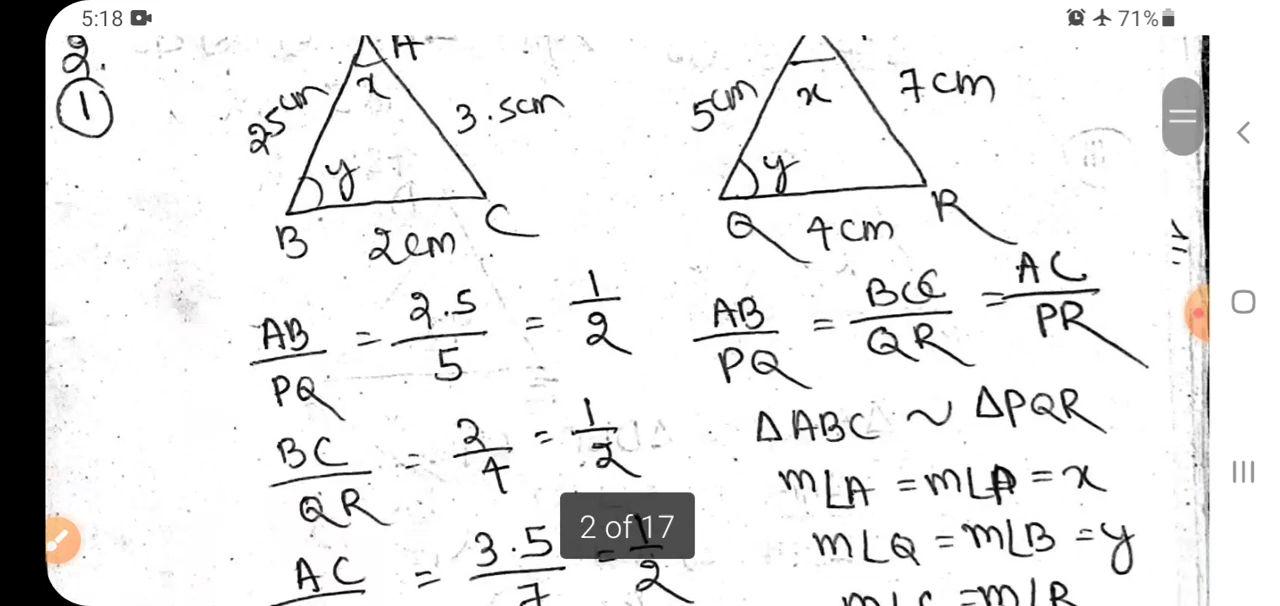 5:18 71%
2.
①
A
x
25cm
3.5cm
y
B
2cm
C
x
5cm
7cm
y
Q
4cm
R
AB/PQ = 2.5/5 = 1/2
AB/PQ = BC/QR = AC/PR
BC/QR = 2/4 = 1/2
ΔABC ~ ΔPQR
m∠A = m∠P = x
AC = 3.5/7 = 1/2
m∠Q = m∠B = y
m∠C = m∠R
2 of 17